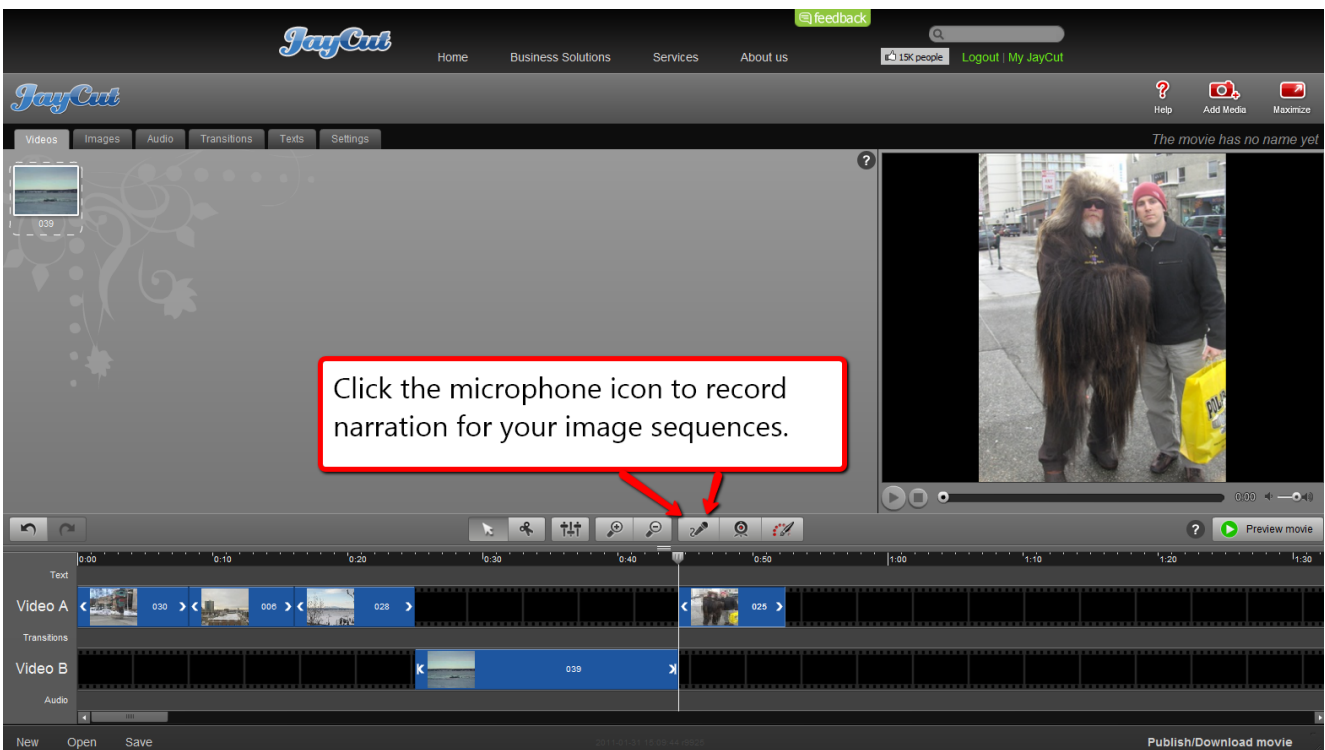 feedback
JayCut
Home Business Solutions Services About us
15K people Logout | My JayCut
JayCut
Help Add Media Maximize
Videos Images Audio Transitions Texts Settings
The movie has no name yet
?
039
Click the microphone icon to record
narration for your image sequences.
0:00
? Preview movie
0:00 0:10 0:20 0:30 0:40 0:50 1:00 1:10 1:20 1:30
Text
Video A 030 006 028 025
Transitions
Video B 039
Audio
New Open Save
Publish/Download movie